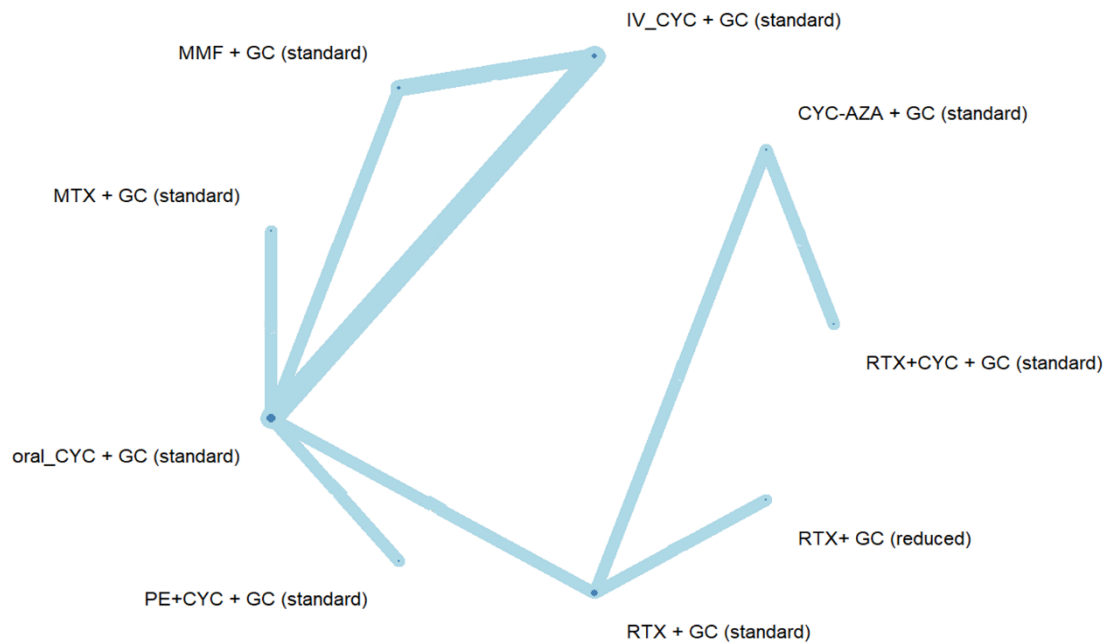 IV_CYC + GC (standard)
MMF + GC (standard)
CYC-AZA + GC (standard)
MTX + GC (standard)
RTX+CYC + GC (standard)
oral_CYC + GC (standard)
RTX+ GC (reduced)
PE+CYC + GC (standard)
RTX + GC (standard)